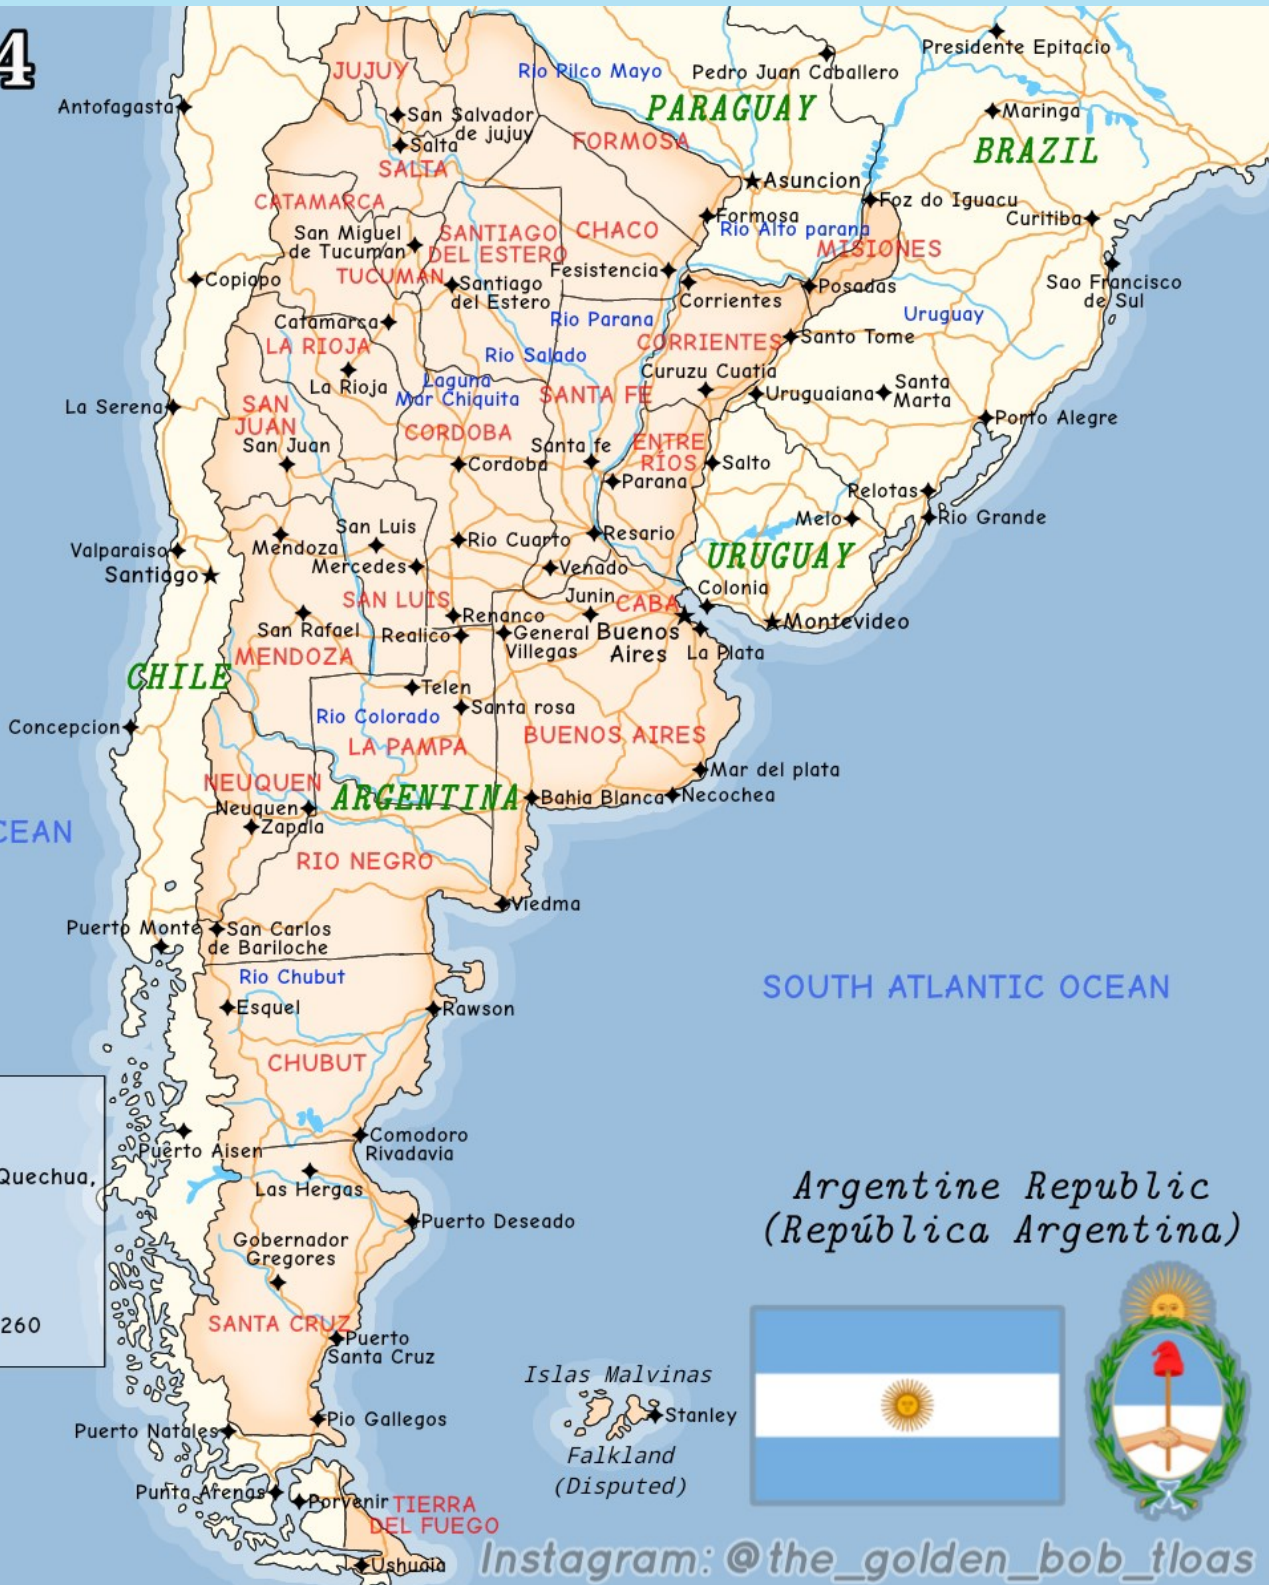 4
Presidente Epitacio
JUJUY
Rio Pilco Mayo
Pedro Juan Caballero
Antofagasta
PARAGUAY
San Salvador
de jujuy
Maringa
Salta
FORMOSA
BRAZIL
SALTA
Asuncion
CATAMARCA
Foz do Iguacu
Formosa
Curitiba
San Miguel
de Tucuman
SANTIAGO
DEL ESTERO
CHACO
Rio Alto parana
MISIONES
TUCUMAN
Fesistencia
Copiopo
Santiago
del Estero
Corrientes
Posadas
Sao Francisco
de Sul
Catamarca
Rio Parana
Uruguay
LA RIOJA
Rio Salado
CORRIENTES
Santo Tome
La Rioja
Laguna
Mar Chiquita
Curuzu Cuatia
Santa
Marta
La Serena
SAN
JUAN
SANTA FE
Uruguaiana
Porto Alegre
San Juan
CORDOBA
Santa fe
ENTRE
RÍOS
Cordoba
Salto
Parana
Pelotas
San Luis
Melo
Rio Grande
Mendoza
Rio Cuarto
Resario
Valparaiso
Santiago
Mercedes
Venado
URUGUAY
SAN LUIS
Junin
CABA
Colonia
San Rafael
Renanco
Realico
General
Villegas
Buenos
Aires
La Plata
Montevideo
MENDOZA
CHILE
Telen
Concepcion
Rio Colorado
Santa rosa
LA PAMPA
BUENOS AIRES
Mar del plata
NEUQUEN
ARGENTINA
Bahia Blanca
Necochea
Neuquen
Zapala
CEAN
RIO NEGRO
Viedma
Puerto Monte
San Carlos
de Bariloche
Rio Chubut
SOUTH ATLANTIC OCEAN
Esquel
Rawson
CHUBUT
Comodoro
Rivadavia
Puerto Aisen
Quechua,
Las Hergas
Argentine Republic
(República Argentina)
Puerto Deseado
Gobernador
Gregores
260
SANTA CRUZ
Puerto
Santa Cruz
Islas Malvinas
Stanley
Falkland
(Disputed)
Pio Gallegos
Puerto Natales
Punta Arenas
Porvenir
TIERRA
DEL FUEGO
Ushucia
Instagram: @the_golden_bob_tloas